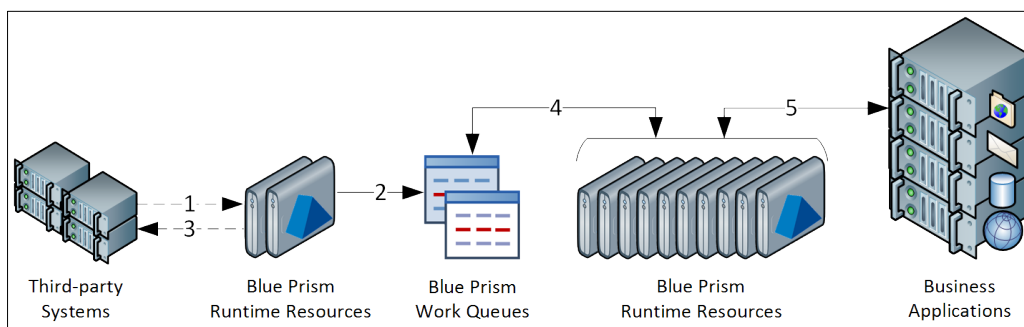 4
5
1
2
3
Third-party
Systems
Blue Prism
Runtime Resources
Blue Prism
Work Queues
Blue Prism
Runtime Resources
Business
Applications